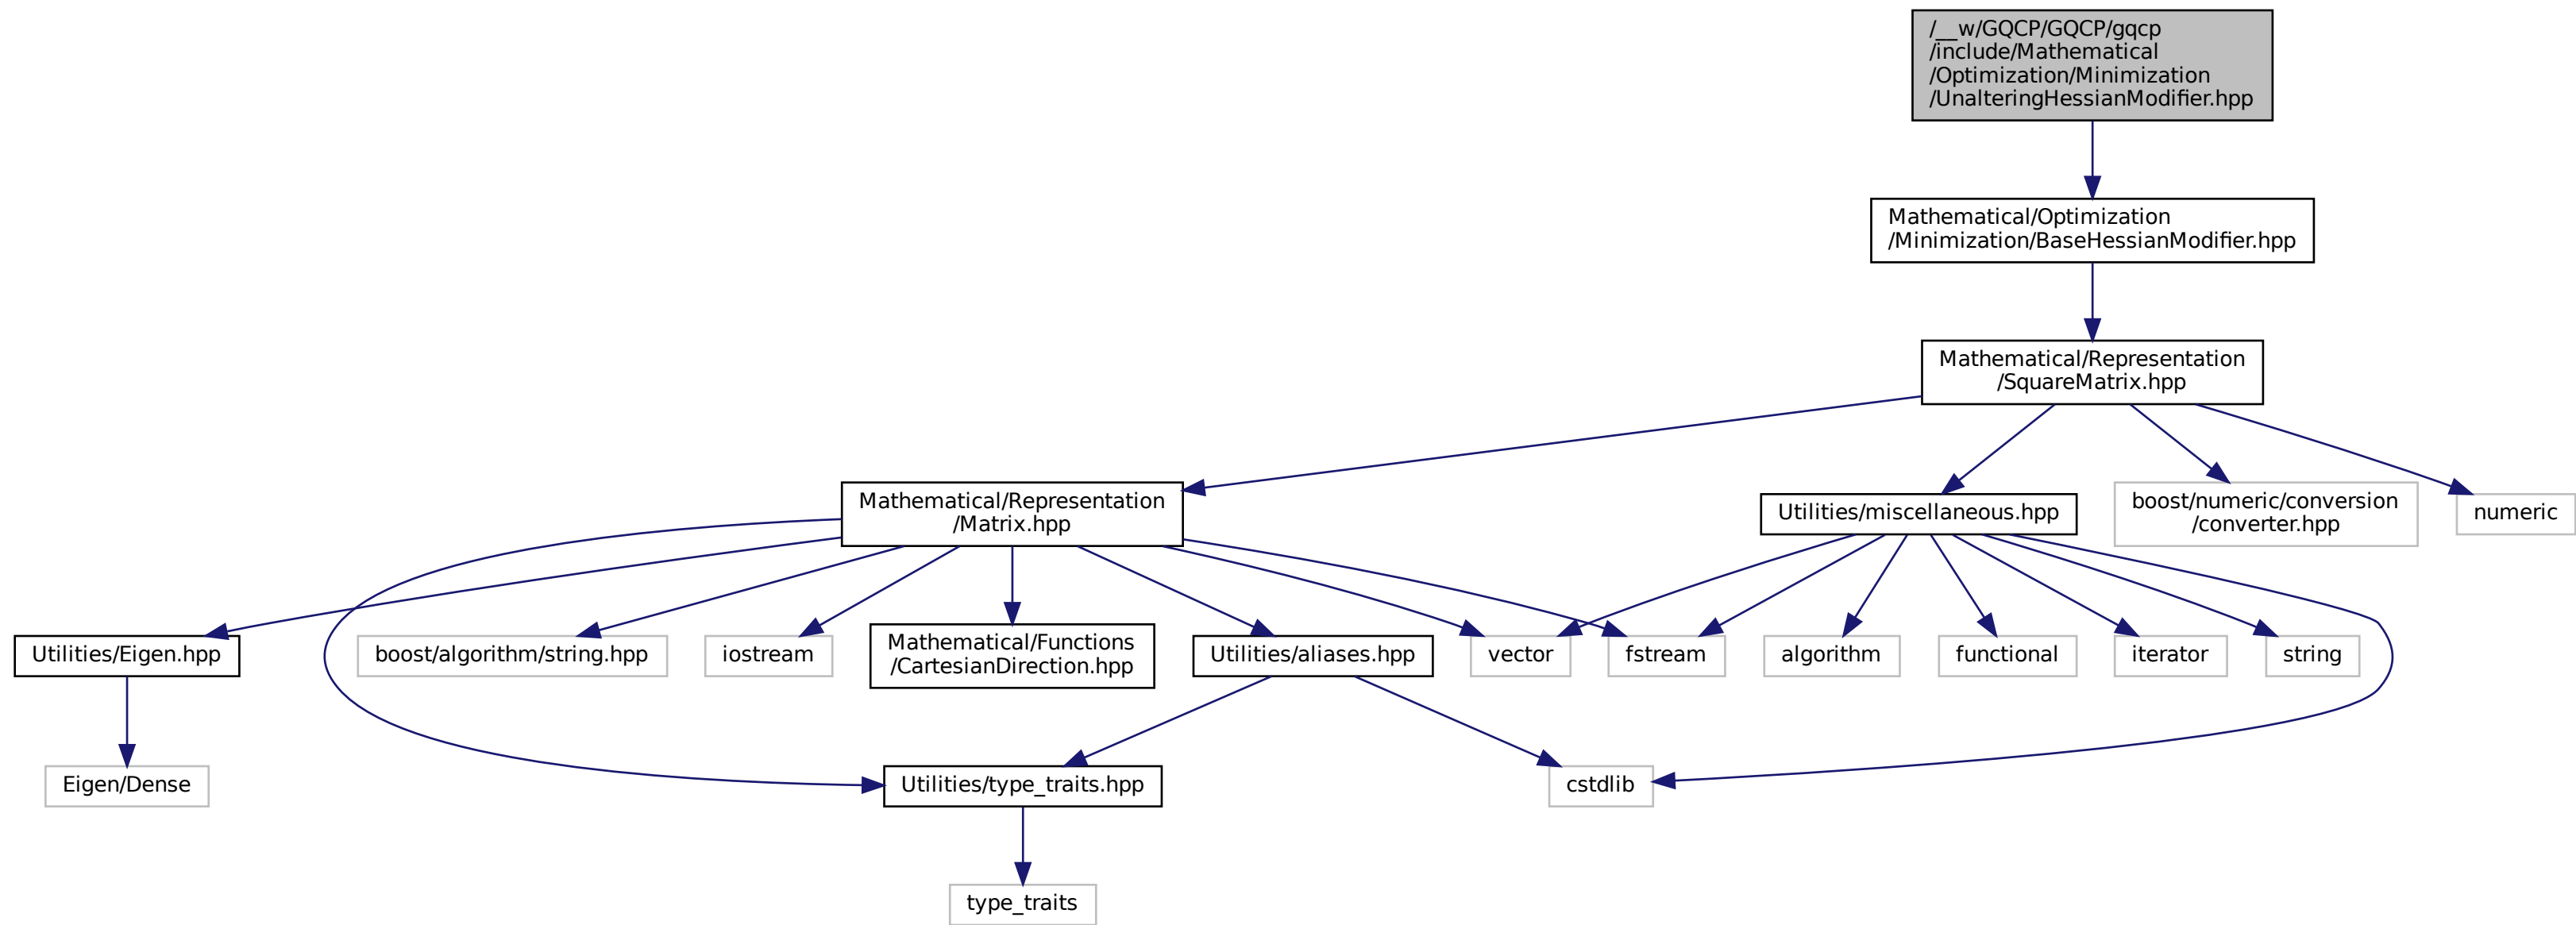 /__w/GQCP/GQCP/gqcp
/include/Mathematical
/Optimization/Minimization
/UnalteringHessianModifier.hpp
Mathematical/Optimization
/Minimization/BaseHessianModifier.hpp
Mathematical/Representation
/SquareMatrix.hpp
Mathematical/Representation
/Matrix.hpp
Utilities/miscellaneous.hpp
boost/numeric/conversion
/converter.hpp
numeric
Utilities/Eigen.hpp
boost/algorithm/string.hpp
iostream
Mathematical/Functions
/CartesianDirection.hpp
Utilities/aliases.hpp
vector
fstream
algorithm
functional
iterator
string
Eigen/Dense
Utilities/type_traits.hpp
cstdlib
type_traits